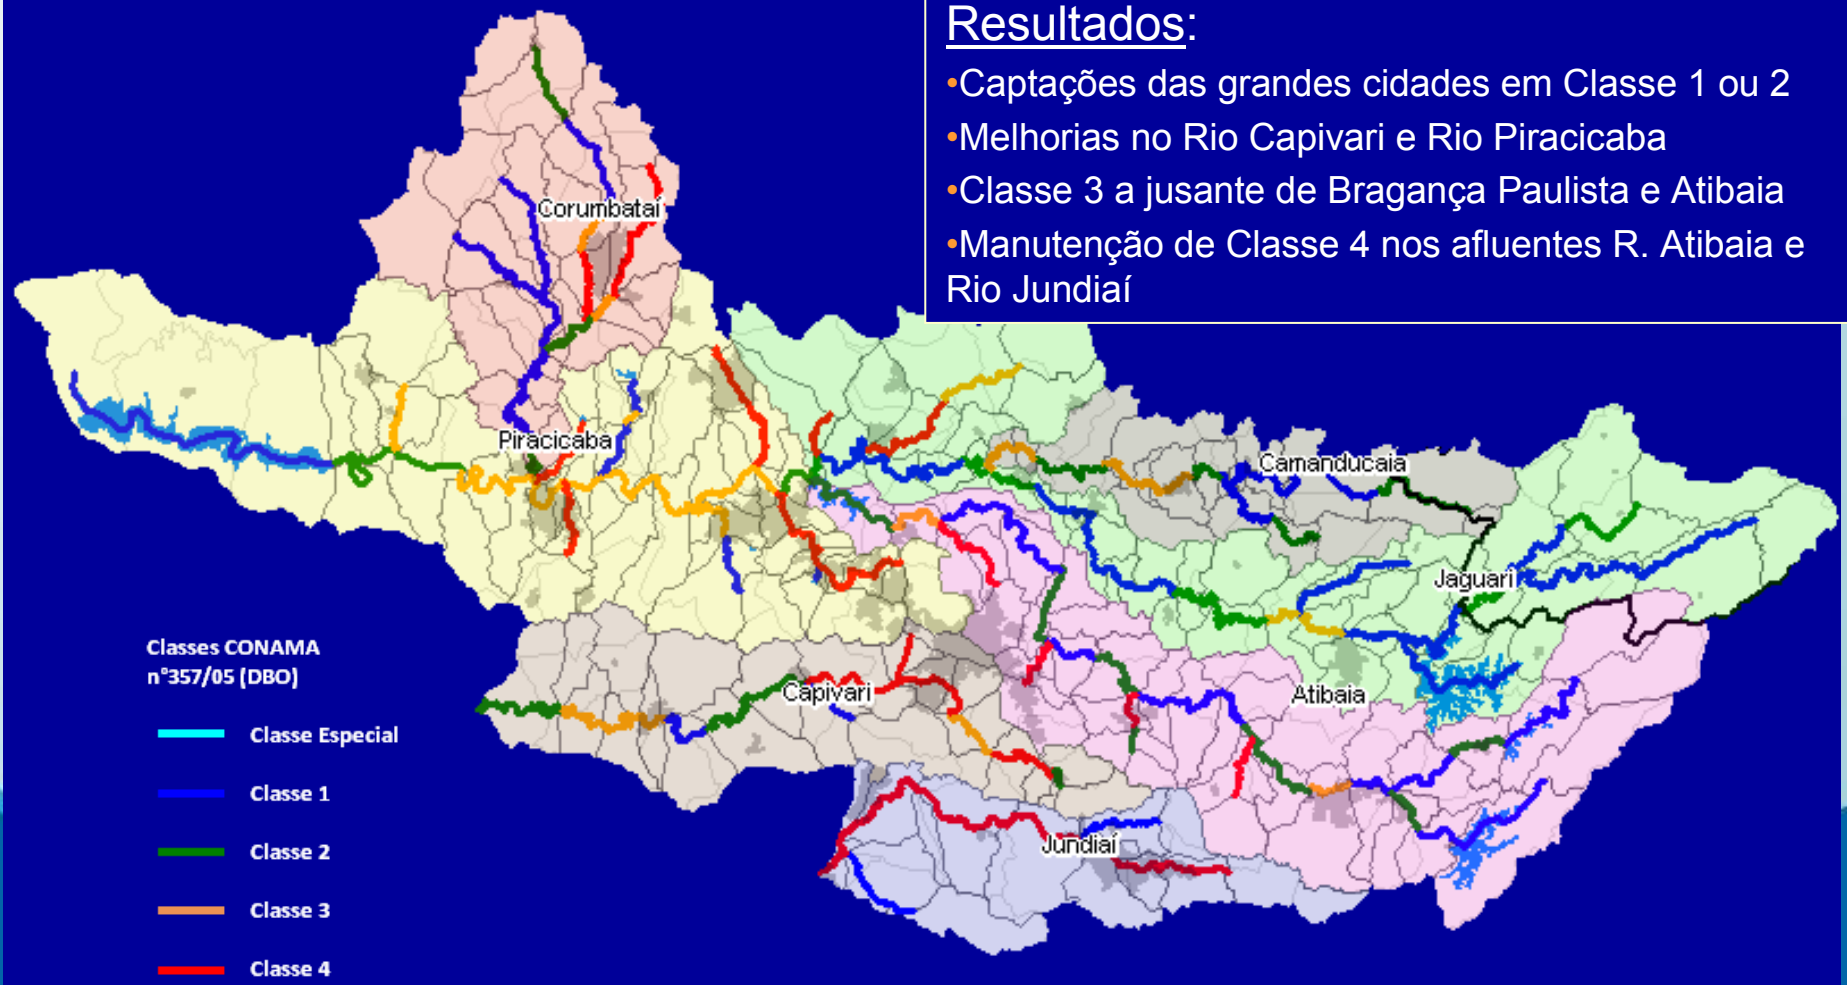 Resultados:
•Captações das grandes cidades em Classe 1 ou 2
•Melhorias no Rio Capivari e Rio Piracicaba
•Classe 3 a jusante de Bragança Paulista e Atibaia
•Manutenção de Classe 4 nos afluentes R. Atibaia e
Rio Jundiaí
Corumbataí
Piracicaba
Camanducaia
Jaguari
Atibaia
Capivari
Jundiaí
Classes CONAMA
n°357/05 (DBO)
Classe Especial
Classe 1
Classe 2
Classe 3
Classe 4